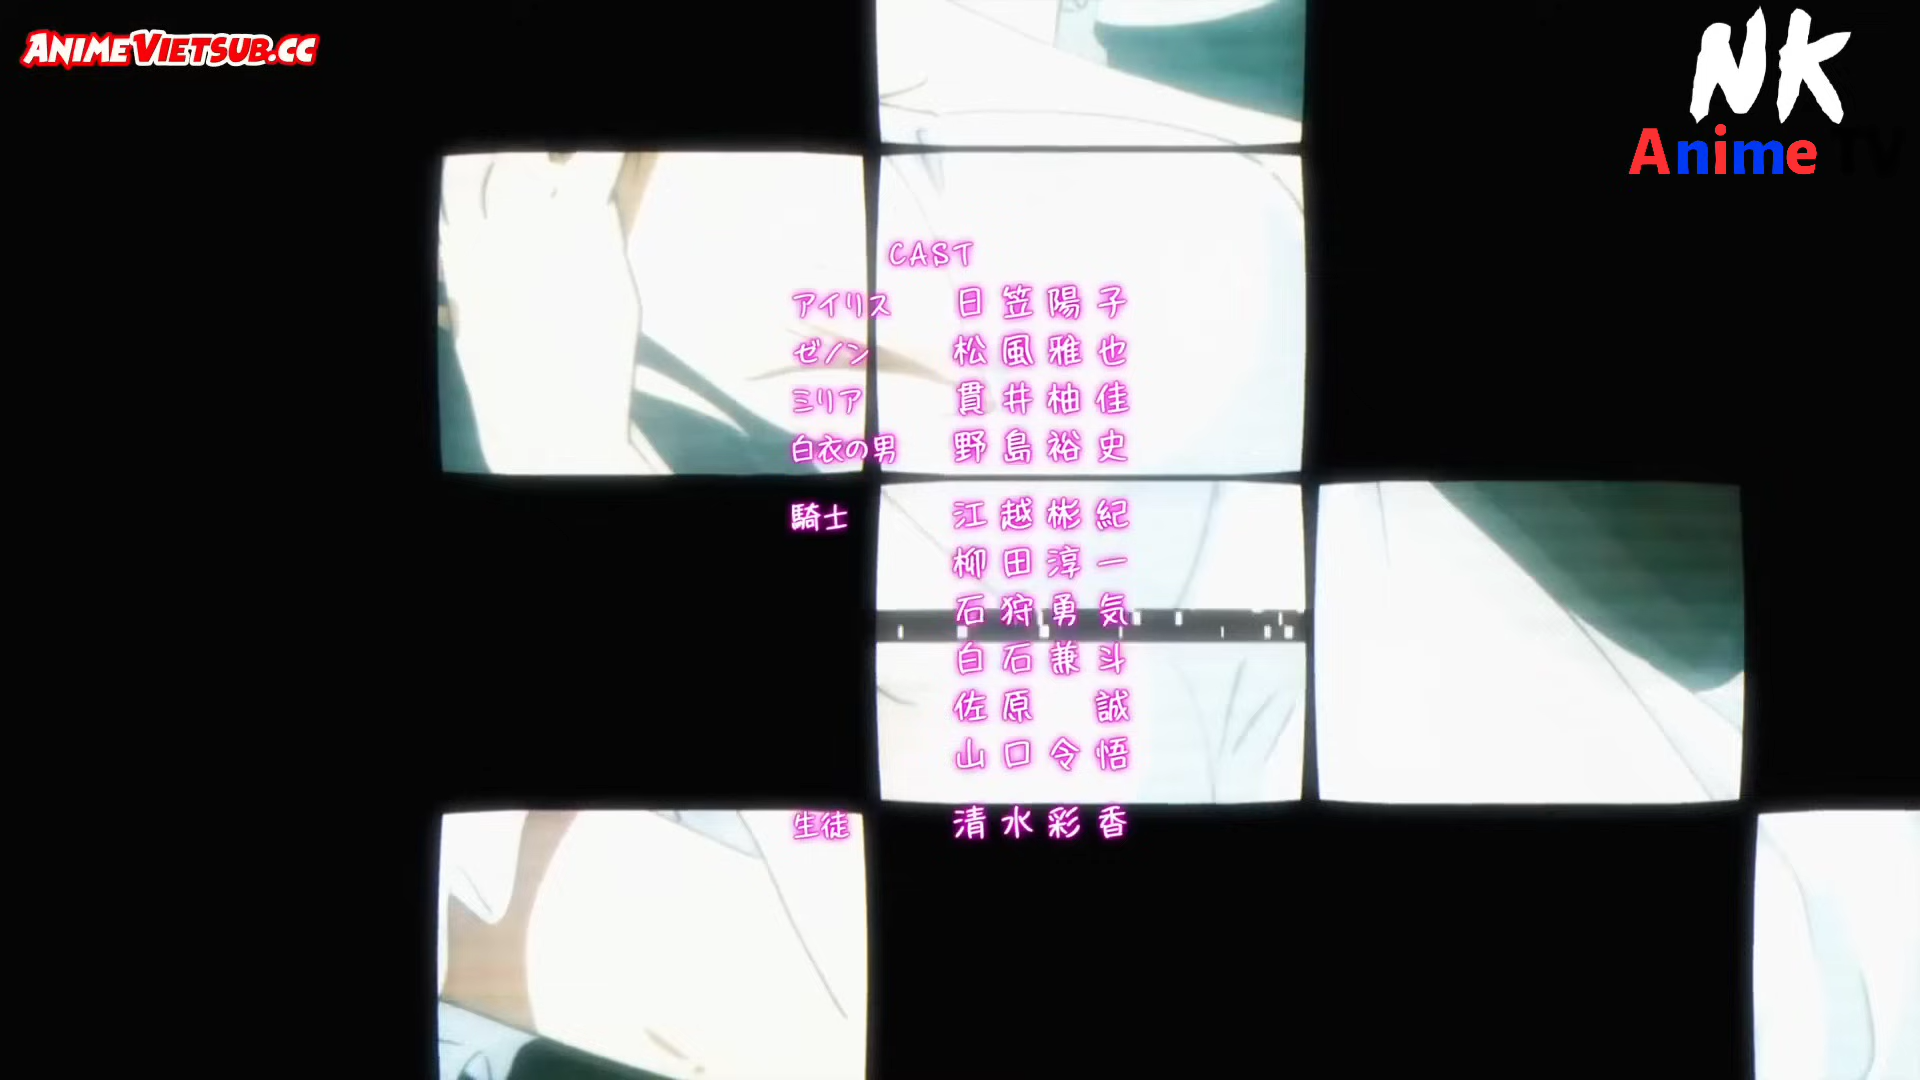 ANIMEVIETSUB.CC
NK
Anime TV
CAST
アイリス 日笠陽子
ゼノン 松風雅也
ミリア 貫井柚佳
白衣の男 野島裕史
騎士 江越彬紀
柳田淳一
石狩勇気
白石兼斗
佐原 誠
山口令悟
生徒 清水彩香